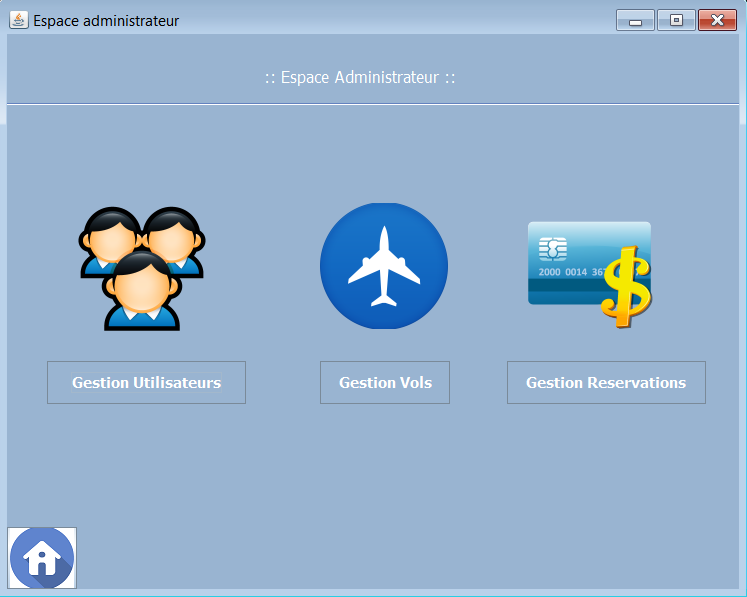 Espace administrateur
:: Espace Administrateur ::
2000 0014 36
Gestion Utilisateurs
Gestion Vols
Gestion Reservations